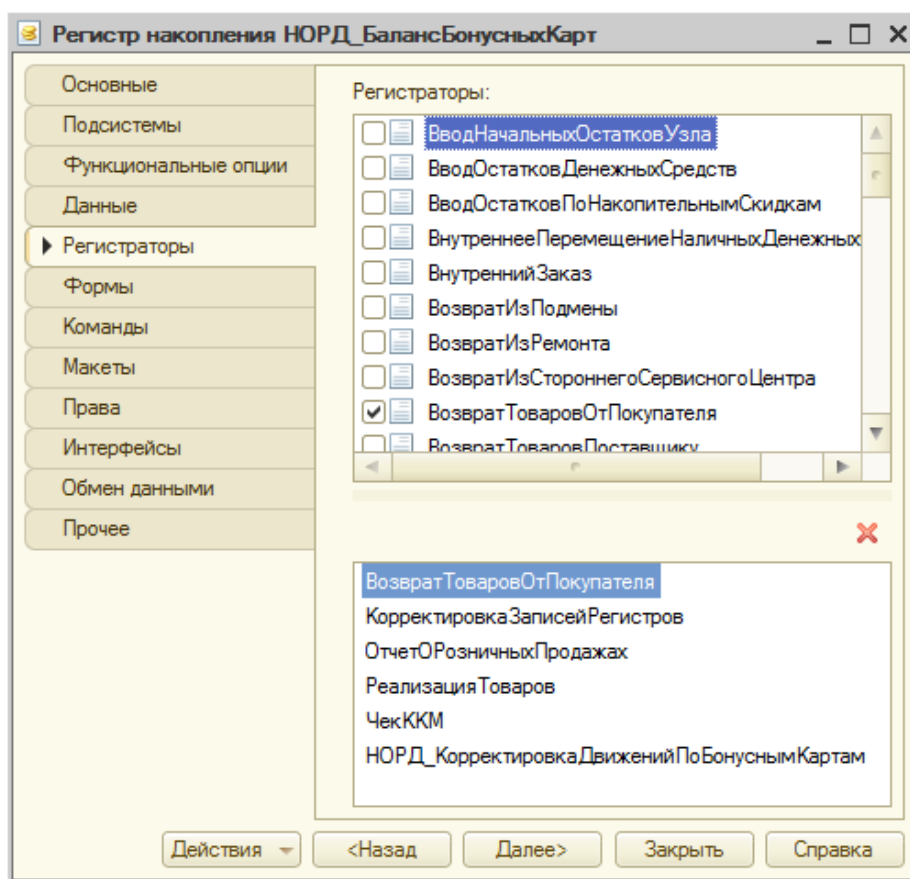 Регистр накопления НОРД_БалансБонусныхКарт
Основные
Подсистемы
Функциональные опции
Данные
Регистраторы
Формы
Команды
Макеты
Права
Интерфейсы
Обмен данными
Прочее
Регистраторы:
ВводНачальныхОстатковУзла
ВводОстатковДенежныхСредств
ВводОстатковПоНакопительнымСкидкам
ВнутреннееПеремещениеНаличныхДенежных
ВнутреннийЗаказ
ВозвратИзПодмены
ВозвратИзРемонта
ВозвратИзСтороннегоСервисногоЦентра
ВозвратТоваровОтПокупателя
ВозвратТоваровПоставщику
ВозвратТоваровОтПокупателя
КорректировкаЗаписейРегистров
ОтчетОРозничныхПродажах
РеализацияТоваров
ЧекККМ
НОРД_КорректировкаДвиженийПоБонуснымКартам
Действия <Назад Далее> Закрыть Справка